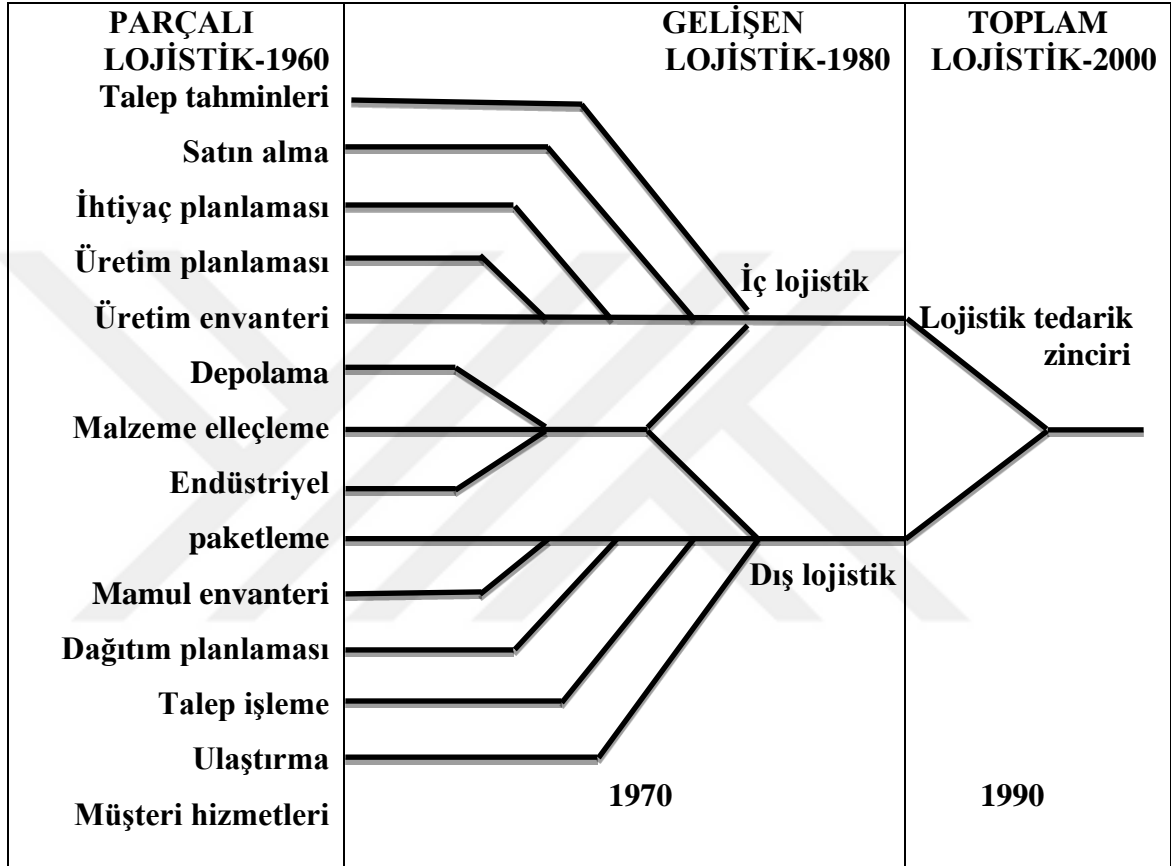 PARÇALI
LOJİSTİK-1960
Talep tahminleri
Satın alma
İhtiyaç planlaması
Üretim planlaması
Üretim envanteri
Depolama
Malzeme elleçleme
Endüstriyel
paketleme
Mamul envanteri
Dağıtım planlaması
Talep işleme
Ulaştırma
Müşteri hizmetleri
GELİŞEN
LOJİSTİK-1980
İç lojistik
Dış lojistik
1970
TOPLAM
LOJİSTİK-2000
Lojistik tedarik
zinciri
1990